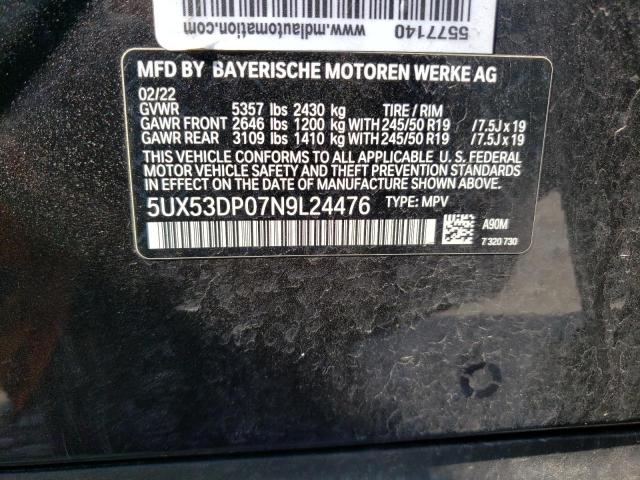 www.mdlautomation.com
5577140
MFD BY BAYERISCHE MOTOREN WERKE AG
02/22
GVWR 5357 lbs 2430 kg TIRE / RIM
GAWR FRONT 2646 lbs 1200 kg WITH 245/50 R19 /7.5J x 19
GAWR REAR 3109 lbs 1410 kg WITH 245/50 R19 /7.5J x 19
THIS VEHICLE CONFORMS TO ALL APPLICABLE U. S. FEDERAL
MOTOR VEHICLE SAFETY, BUMPER, AND THEFT PREVENTION
STANDARDS IN EFFECT ON THE DATE OF MANUFACTURE SHOWN
ABOVE.
5UX53DP07N9L24476 TYPE: MPV
A90M
7 320 730